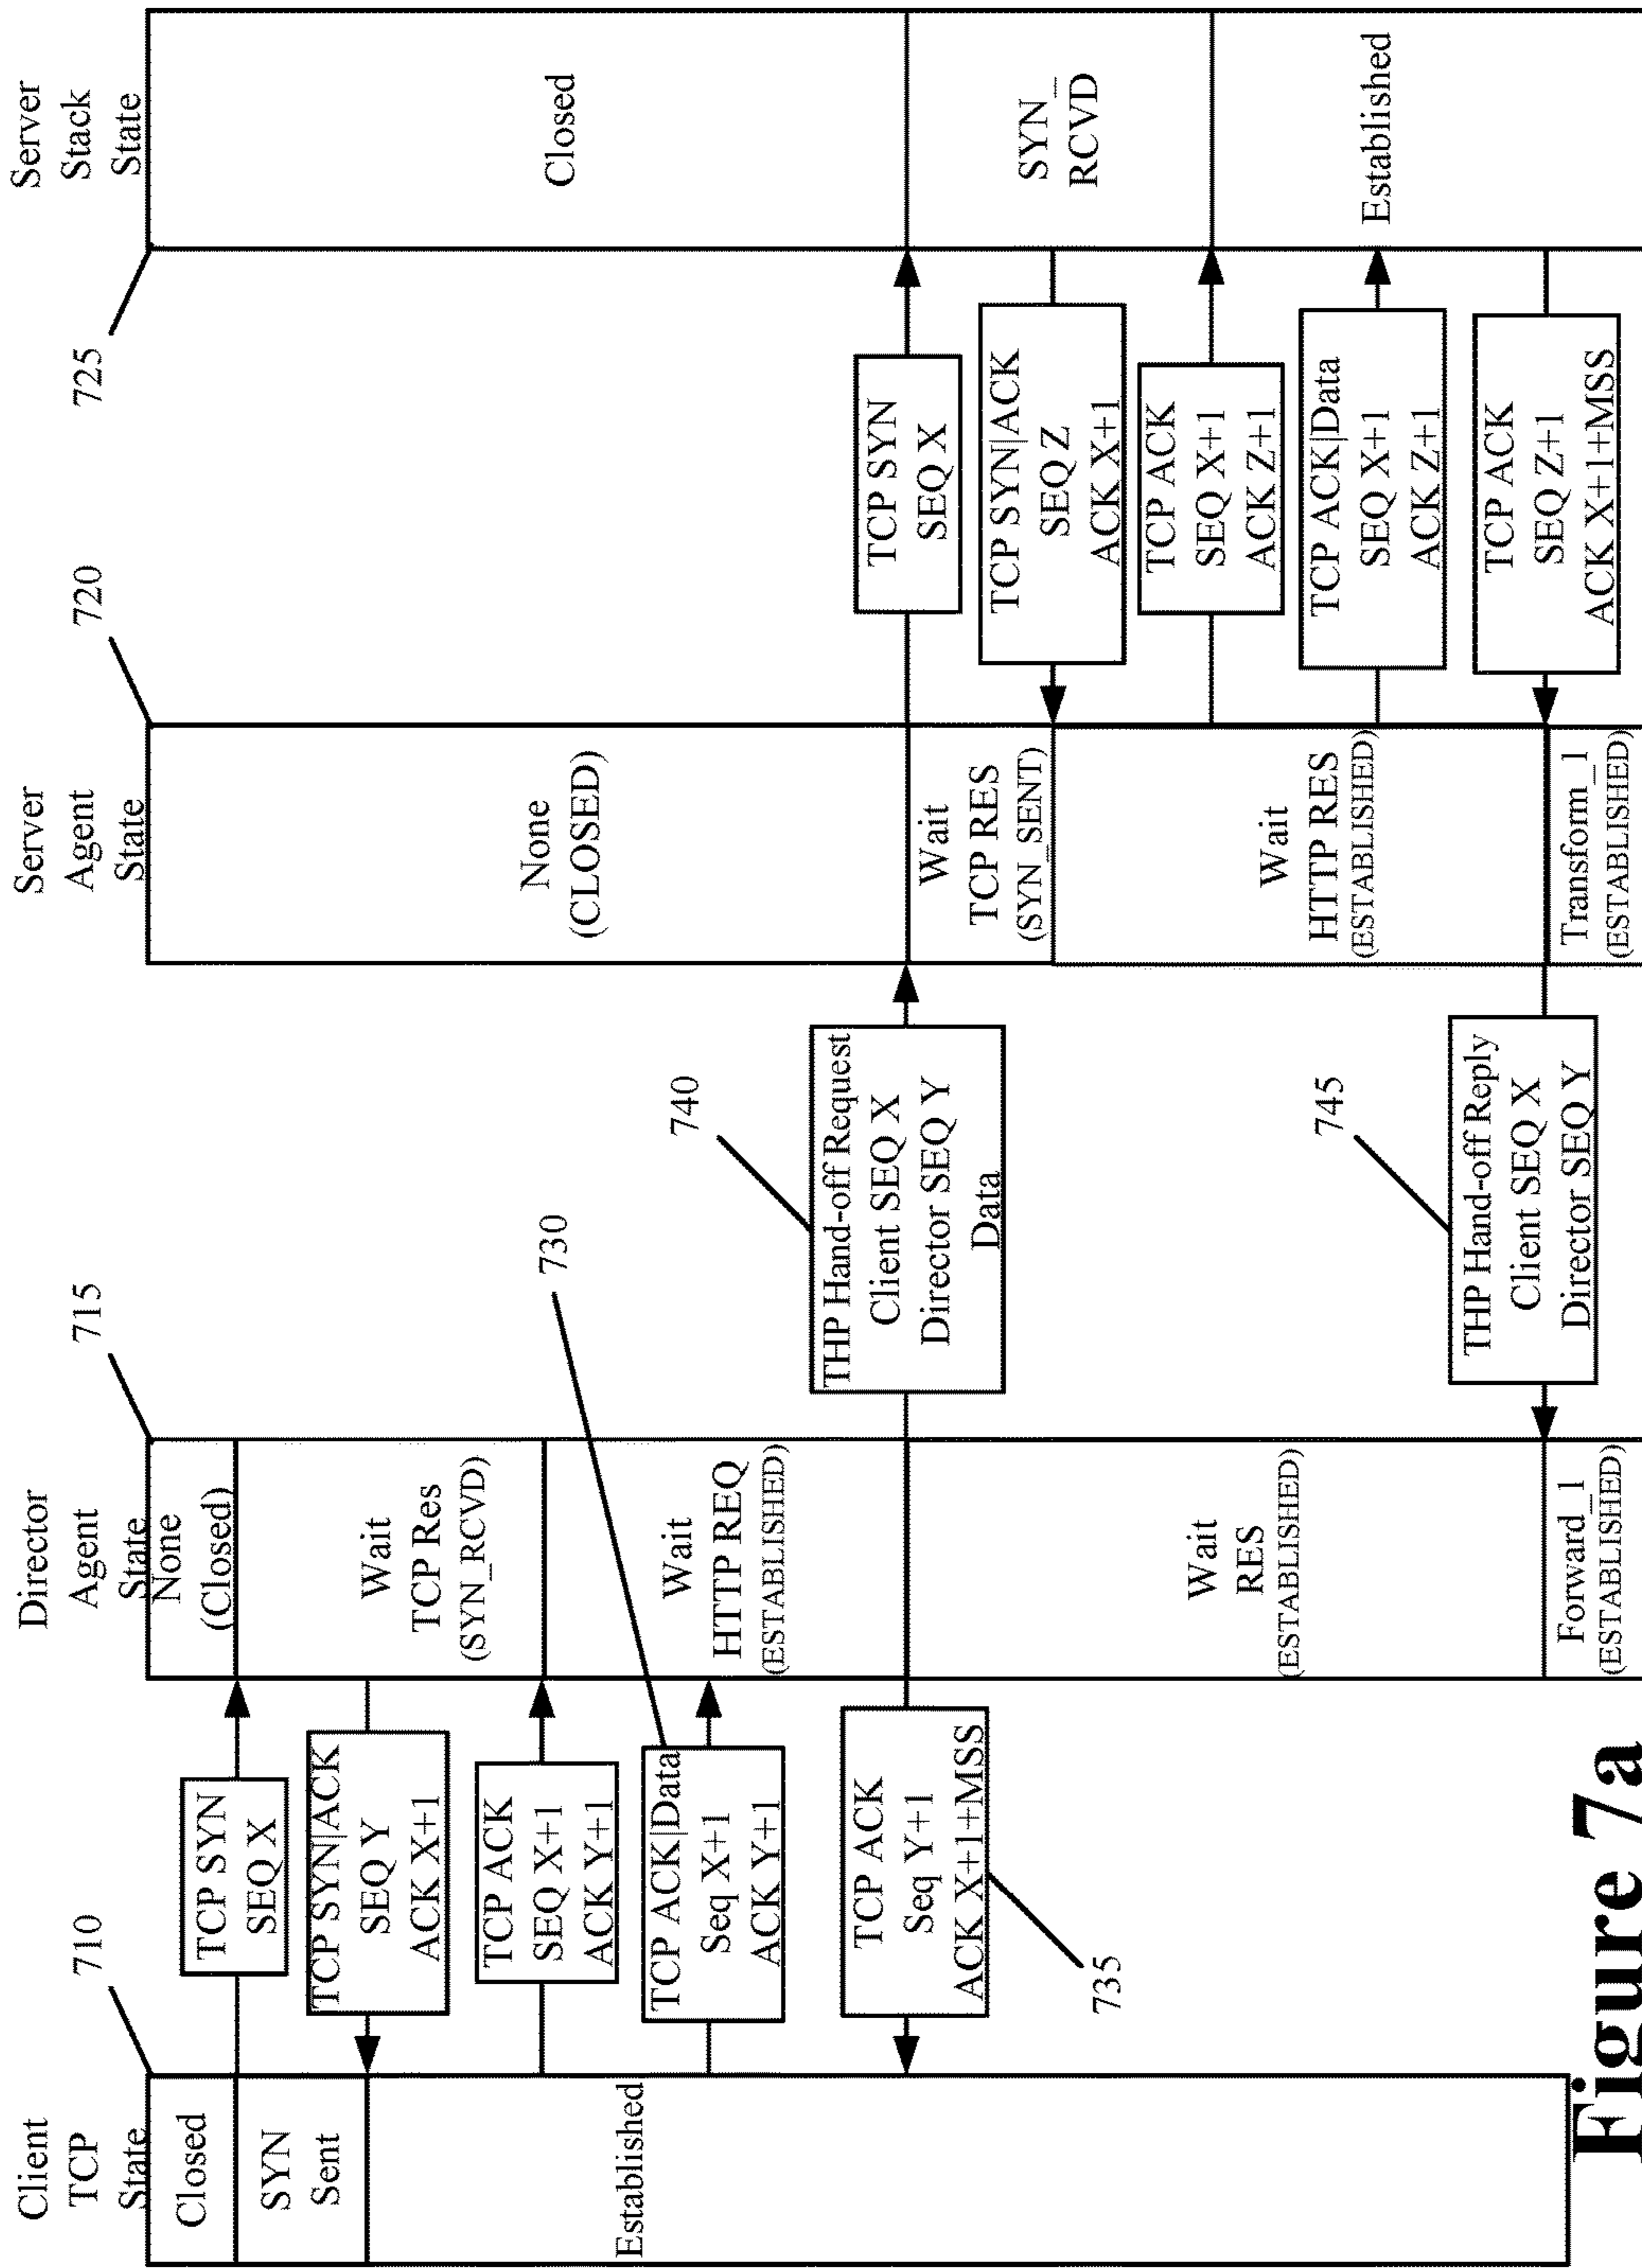 Client
TCP
State
Director
Agent
State
Server
Agent
State
Server
Stack
State
710
715
720
725
Closed
SYN
Sent
Established
TCP SYN
SEQ X
TCP SYN|ACK
SEQ Y
ACK X+1
TCP ACK
SEQ X+1
ACK Y+1
TCP ACK|Data
Seq X+1
ACK Y+1
730
TCP ACK
Seq Y+1
ACK X+1+MSS
735
None
(Closed)
Wait
TCP Res
(SYN_RCVD)
Wait
HTTP REQ
(ESTABLISHED)
Wait
RES
(ESTABLISHED)
Forward_1
(ESTABLISHED)
740
THP Hand-off Request
Client SEQ X
Director SEQ Y
Data
745
THP Hand-off Reply
Client SEQ X
Director SEQ Y
None
(CLOSED)
Wait
TCP RES
(SYN_SENT)
Wait
HTTP RES
(ESTABLISHED)
Transform_1
(ESTABLISHED)
TCP SYN
SEQ X
TCP SYN|ACK
SEQ Z
ACK X+1
TCP ACK
SEQ X+1
ACK Z+1
TCP ACK|Data
SEQ X+1
ACK Z+1
TCP ACK
SEQ Z+1
ACK X+1+MSS
Closed
SYN_
RCVD
Established
Figure 7a